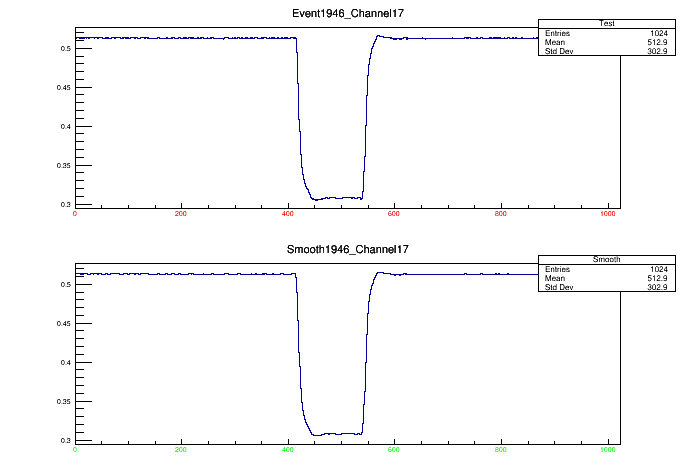 Event1946_Channel17
Test
Entries 1024
Mean 512.9
Std Dev 302.9
0.5
0.45
0.4
0.35
0.3
0 200 400 600 800 1000
Smooth1946_Channel17
Smooth
Entries 1024
Mean 512.9
Std Dev 302.9
0.5
0.45
0.4
0.35
0.3
0 200 400 600 800 1000